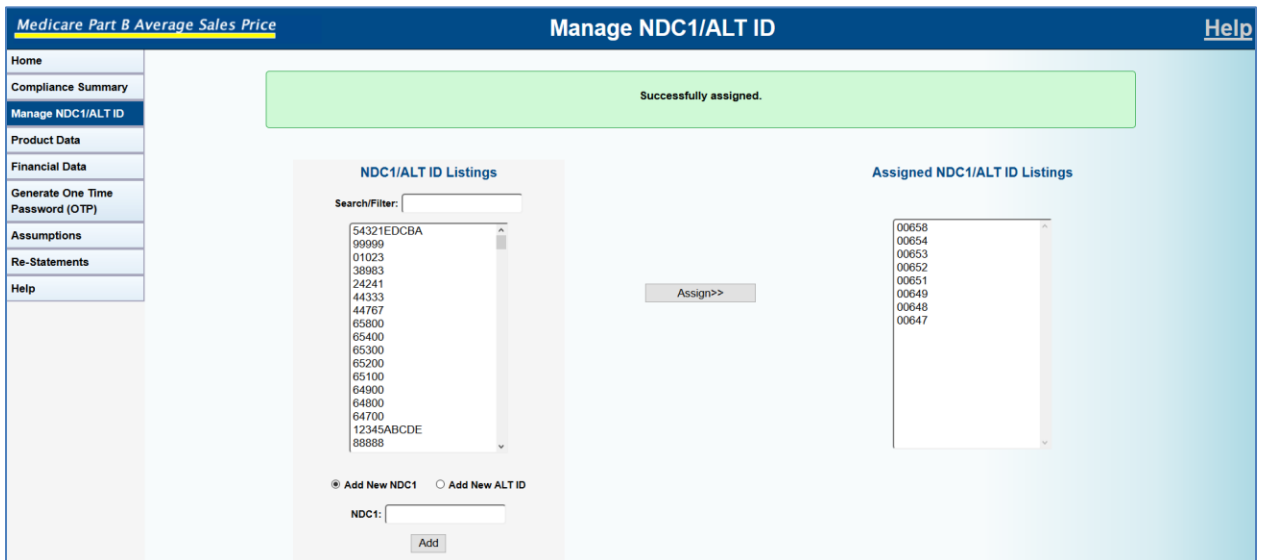 Medicare Part B Average Sales Price
Manage NDC1/ALT ID
Help
Home
Compliance Summary
Manage NDC1/ALT ID
Product Data
Financial Data
Generate One Time
Password (OTP)
Assumptions
Re-Statements
Help
Successfully assigned.
NDC1/ALT ID Listings
Search/Filter:
54321EDCBA
99999
01023
38983
24241
44333
44767
65800
65400
65300
65200
65100
64900
64800
64700
12345ABCDE
88888
Add New NDC1
Add New ALT ID
NDC1:
Add
Assign>>
Assigned NDC1/ALT ID Listings
00658
00654
00653
00652
00651
00649
00648
00647